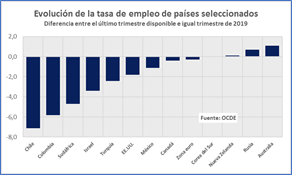 Evolución de la tasa de empleo de países seleccionados
Diferencia entre el último trimestre disponible e igual trimestre de 2019
2,0
0,0
-2,0
-4,0
-6,0
-8,0
Fuente: OCDE
Chile
Colombia
Sudáfrica
Israel
Turquía
EE.UU.
México
Canadá
Zona euro
Corea del Sur
Nueva Zelanda
Rusia
Australia